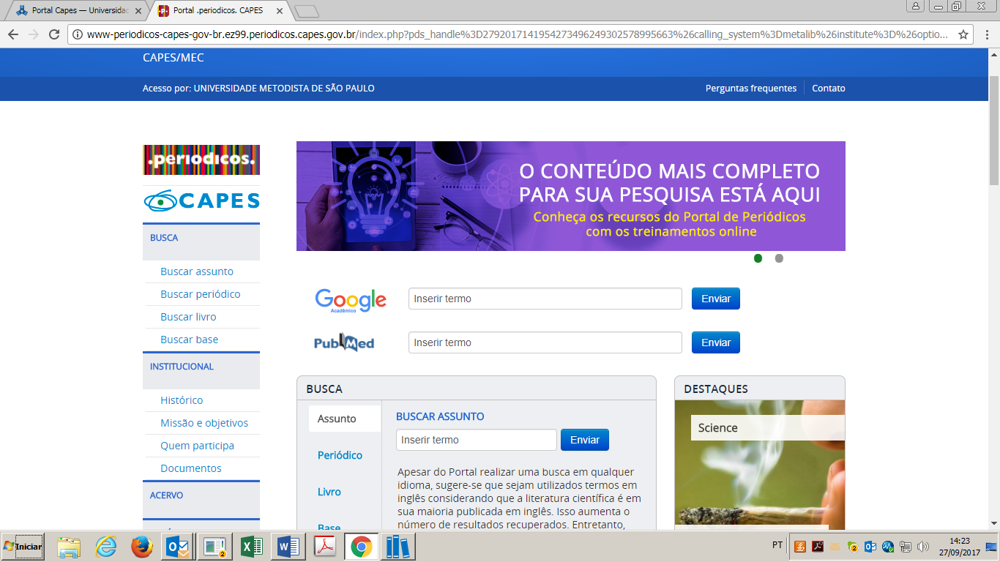 Portal Capes — Universidad
Portal .periodicos. CAPES
www-periodicos-capes-gov-br.ez99.periodicos.capes.gov.br/index.php?pds_handle%3D279201714195427349624930257899566​3%26calling_system%3Dmetalib%26institute%3D%26optio...
CAPES/MEC
Acesso por: UNIVERSIDADE METODISTA DE SÃO PAULO
Perguntas frequentes
Contato
.periodicos.
CAPES
BUSCA
Buscar assunto
Buscar periódico
Buscar livro
Buscar base
INSTITUCIONAL
Histórico
Missão e objetivos
Quem participa
Documentos
ACERVO
O CONTEÚDO MAIS COMPLETO
PARA SUA PESQUISA ESTÁ AQUI
Conheça os recursos do Portal de Periódicos
com os treinamentos online
Google
Acadêmico
Inserir termo
Enviar
PubMed
Inserir termo
Enviar
BUSCA
Assunto
Periódico
Livro
Base
BUSCAR ASSUNTO
Inserir termo
Enviar
Apesar do Portal realizar uma busca em qualquer
idioma, sugere-se que sejam utilizados termos em
inglês considerando que a literatura científica é em
sua maioria publicada em inglês. Isso aumenta o
número de resultados recuperados. Entretanto,
DESTAQUES
Science
Iniciar
2
PT
2
14:23
27/09/2017